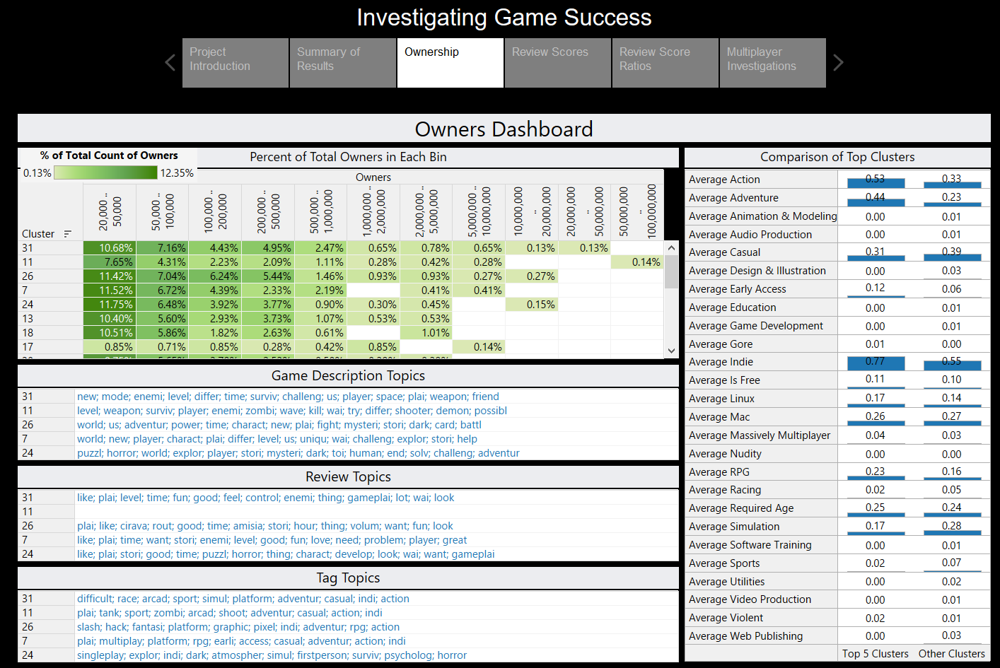 Investigating Game Success
Project Introduction
Summary of Results
Ownership
Review Scores
Review Score Ratios
Multiplayer Investigations
Owners Dashboard
% of Total Count of Owners
0.13% 12.35%
Percent of Total Owners in Each Bin
Owners
Cluster
20,000 .. 50,000
50,000 .. 100,000
100,000 .. 200,000
200,000 .. 500,000
500,000 .. 1,000,000
1,000,000 .. 2,000,000
2,000,000 .. 5,000,000
5,000,000 .. 10,000,000
10,000,000 .. 20,000,000
20,000,000 .. 50,000,000
50,000,000 .. 100,000,000
31 10.68% 7.16% 4.43% 4.95% 2.47% 0.65% 0.78% 0.65% 0.13% 0.13%
11 7.65% 4.31% 2.23% 2.09% 1.11% 0.28% 0.42% 0.28% 0.14%
26 11.42% 7.04% 6.24% 5.44% 1.46% 0.93% 0.93% 0.27% 0.27%
7 11.52% 6.72% 4.39% 2.33% 2.19% 0.41% 0.41%
24 11.75% 6.48% 3.92% 3.77% 0.90% 0.30% 0.45% 0.15%
13 10.40% 5.60% 2.93% 3.73% 1.07% 0.53% 0.53%
18 10.51% 5.86% 1.82% 2.63% 0.61% 1.01%
17 0.85% 0.71% 0.85% 0.28% 0.42% 0.85% 0.14%
Game Description Topics
31 new; mode; enemi; level; differ; time; surviv; challeng; us; player; space; plai; weapon; friend
11 level; weapon; surviv; player; enemi; zombi; wave; kill; wai; try; differ; shooter; demon; possibl
26 world; us; adventur; power; time; charact; new; plai; fight; mysteri; stori; dark; card; battl
7 world; new; player; charact; plai; differ; level; us; uniqu; wai; challeng; explor; stori; help
24 puzzl; horror; world; explor; player; stori; mysteri; dark; toi; human; end; solv; challeng; adventur
Review Topics
31 like; plai; level; time; fun; good; feel; control; enemi; thing; gameplai; lot; wai; look
11
26 plai; like; cirava; rout; good; time; amisia; stori; hour; thing; volum; want; fun; look
7 like; plai; time; want; stori; enemi; level; good; fun; love; need; problem; player; great
24 like; plai; stori; good; time; puzzl; horror; thing; charact; develop; look; wai; want; gameplai
Tag Topics
31 difficult; race; arcad; sport; simul; platform; adventur; casual; indi; action
11 plai; tank; sport; zombi; arcad; shoot; adventur; casual; action; indi
26 slash; hack; fantasi; platform; graphic; pixel; indi; adventur; rpg; action
7 plai; multiplay; platform; rpg; earli; access; casual; adventur; action; indi
24 singleplay; explor; indi; dark; atmospher; simul; firstperson; surviv; psycholog; horror
Comparison of Top Clusters
Average Action 0.53 0.33
Average Adventure 0.44 0.23
Average Animation & Modeling 0.00 0.01
Average Audio Production 0.00 0.01
Average Casual 0.31 0.39
Average Design & Illustration 0.00 0.03
Average Early Access 0.12 0.06
Average Education 0.00 0.01
Average Game Development 0.00 0.01
Average Gore 0.01 0.00
Average Indie 0.77 0.55
Average Is Free 0.11 0.10
Average Linux 0.17 0.14
Average Mac 0.26 0.27
Average Massively Multiplayer 0.04 0.03
Average Nudity 0.00 0.00
Average RPG 0.23 0.16
Average Racing 0.02 0.05
Average Required Age 0.25 0.24
Average Simulation 0.17 0.28
Average Software Training 0.00 0.01
Average Sports 0.02 0.07
Average Utilities 0.00 0.02
Average Video Production 0.00 0.01
Average Violent 0.02 0.01
Average Web Publishing 0.00 0.03
Top 5 Clusters Other Clusters